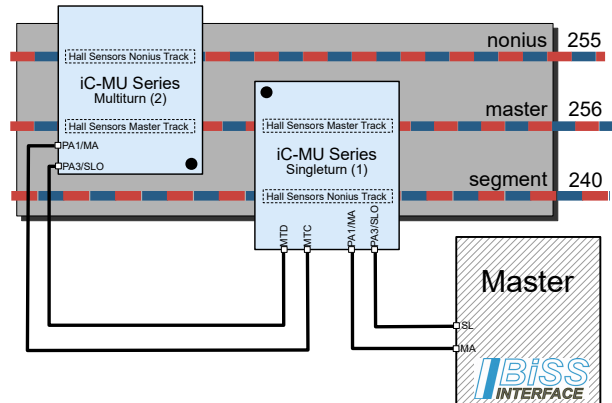 nonius 255
Hall Sensors Nonius Track
iC-MU Series
Multiturn (2)
Hall Sensors Master Track
PA1/MA
PA3/SLO
master 256
Hall Sensors Master Track
iC-MU Series
Singleturn (1)
Hall Sensors Nonius Track
segment 240
MTD
MTC
PA1/MA
PA3/SLO
Master
SL
MA
BiSS
INTERFACE